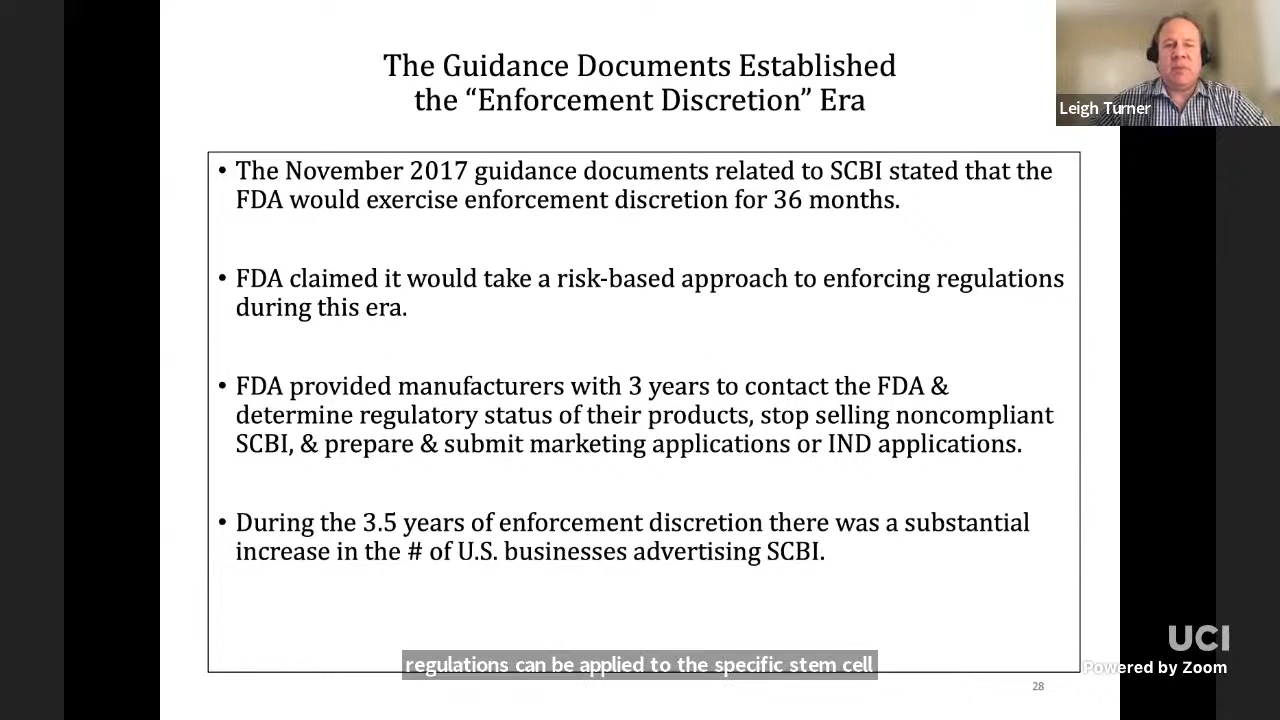 The Guidance Documents Established
the “Enforcement Discretion” Era
Leigh Turner
• The November 2017 guidance documents related to SCBI stated that the
FDA would exercise enforcement discretion for 36 months.
• FDA claimed it would take a risk-based approach to enforcing regulations
during this era.
• FDA provided manufacturers with 3 years to contact the FDA &
determine regulatory status of their products, stop selling noncompliant
SCBI, & prepare & submit marketing applications or IND applications.
• During the 3.5 years of enforcement discretion there was a substantial
increase in the # of U.S. businesses advertising SCBI.
UCI
regulations can be applied to the specific stem cell
Powered by Zoom
28